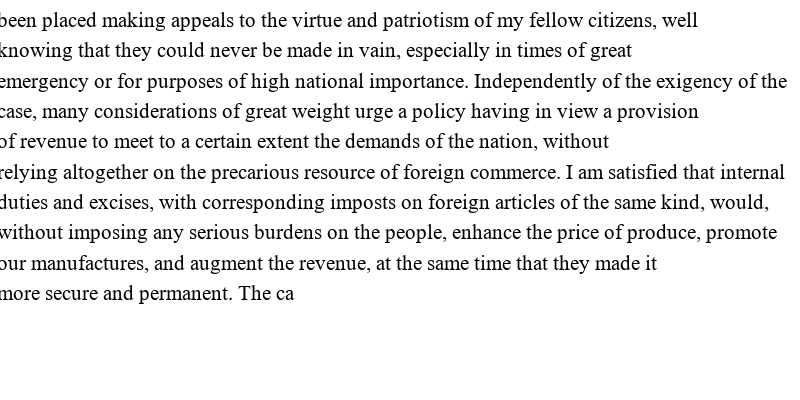 been placed making appeals to the virtue and patriotism of my fellow citizens, well
knowing that they could never be made in vain, especially in times of great
emergency or for purposes of high national importance. Independently of the exigency of the
case, many considerations of great weight urge a policy having in view a provision
of revenue to meet to a certain extent the demands of the nation, without
relying altogether on the precarious resource of foreign commerce. I am satisfied that internal
duties and excises, with corresponding imposts on foreign articles of the same kind, would,
without imposing any serious burdens on the people, enhance the price of produce, promote
our manufactures, and augment the revenue, at the same time that they made it
more secure and permanent. The ca